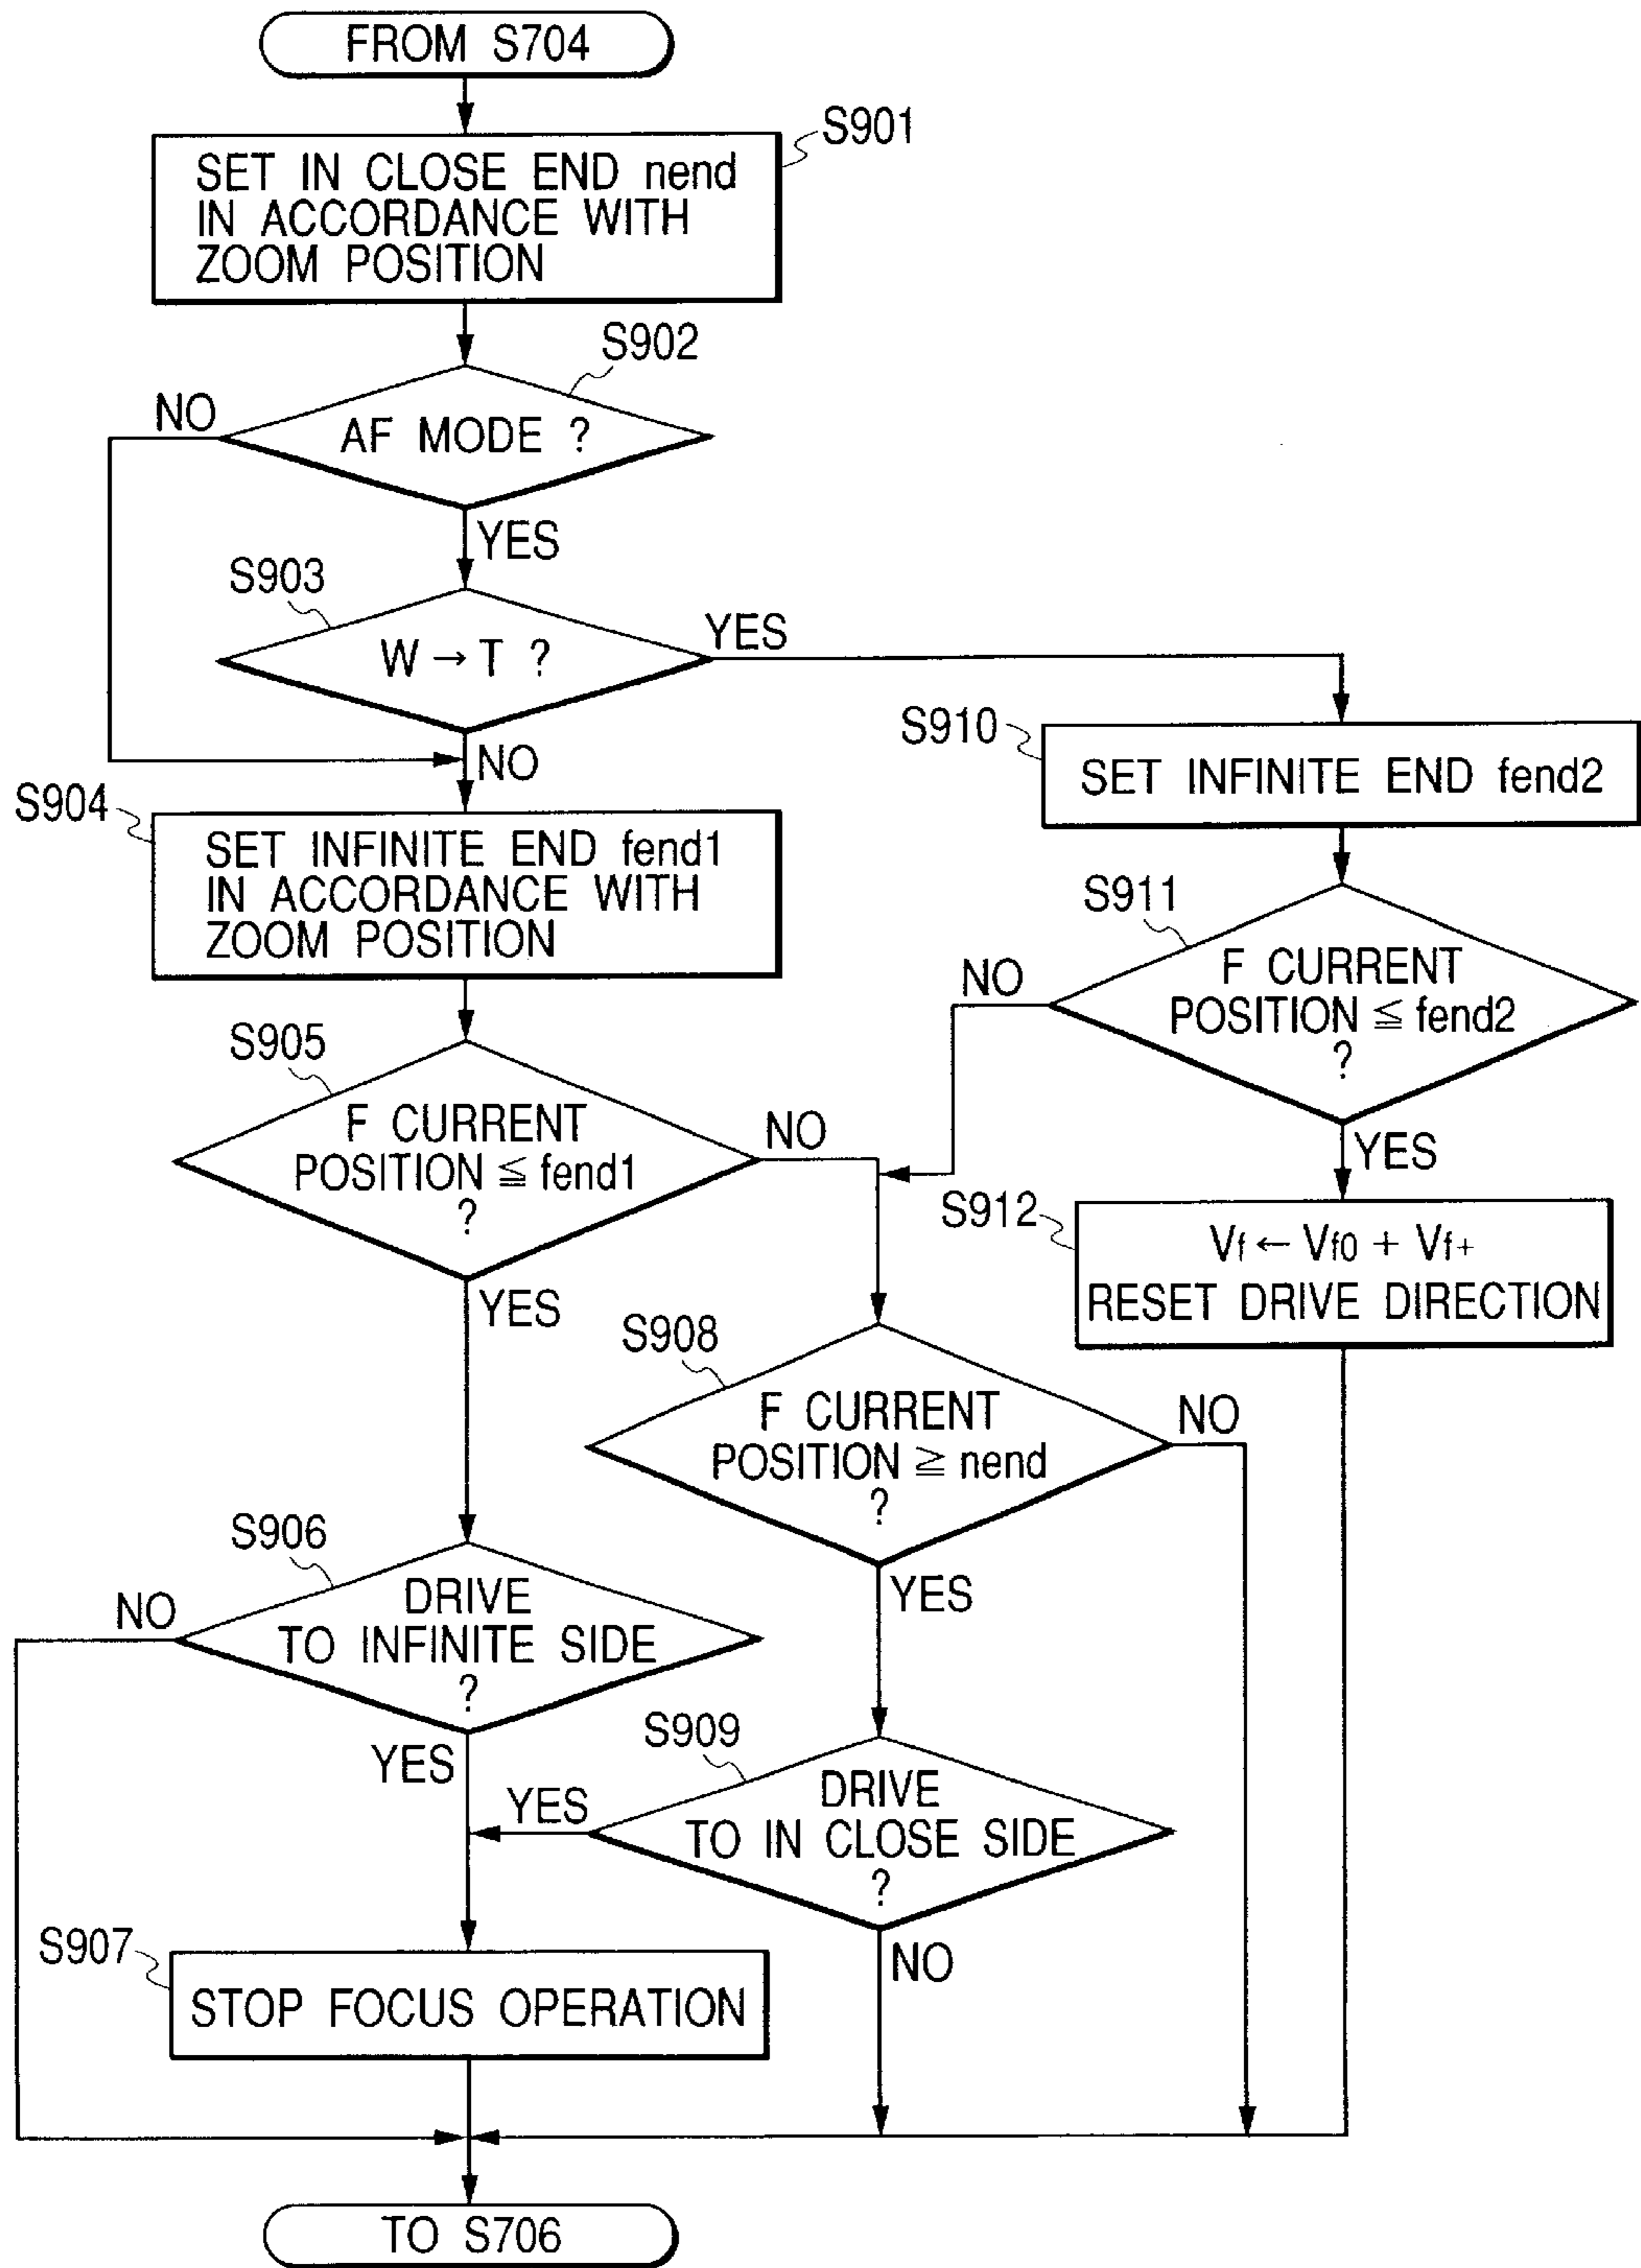 FROM S704
S901
SET IN CLOSE END nend
IN ACCORDANCE WITH
ZOOM POSITION
S902
NO
AF MODE ?
YES
S903
W → T ?
YES
NO
S910
SET INFINITE END fend2
S904
SET INFINITE END fend1
IN ACCORDANCE WITH
ZOOM POSITION
S911
F CURRENT
POSITION ≦ fend2
?
NO
YES
S905
F CURRENT
POSITION ≦ fend1
?
NO
YES
S912
Vf ← Vf0 + Vf+
RESET DRIVE DIRECTION
S908
F CURRENT
POSITION ≧ nend
?
NO
YES
S906
DRIVE
TO INFINITE SIDE
?
NO
YES
S909
DRIVE
TO IN CLOSE SIDE
?
YES
NO
S907
STOP FOCUS OPERATION
TO S706